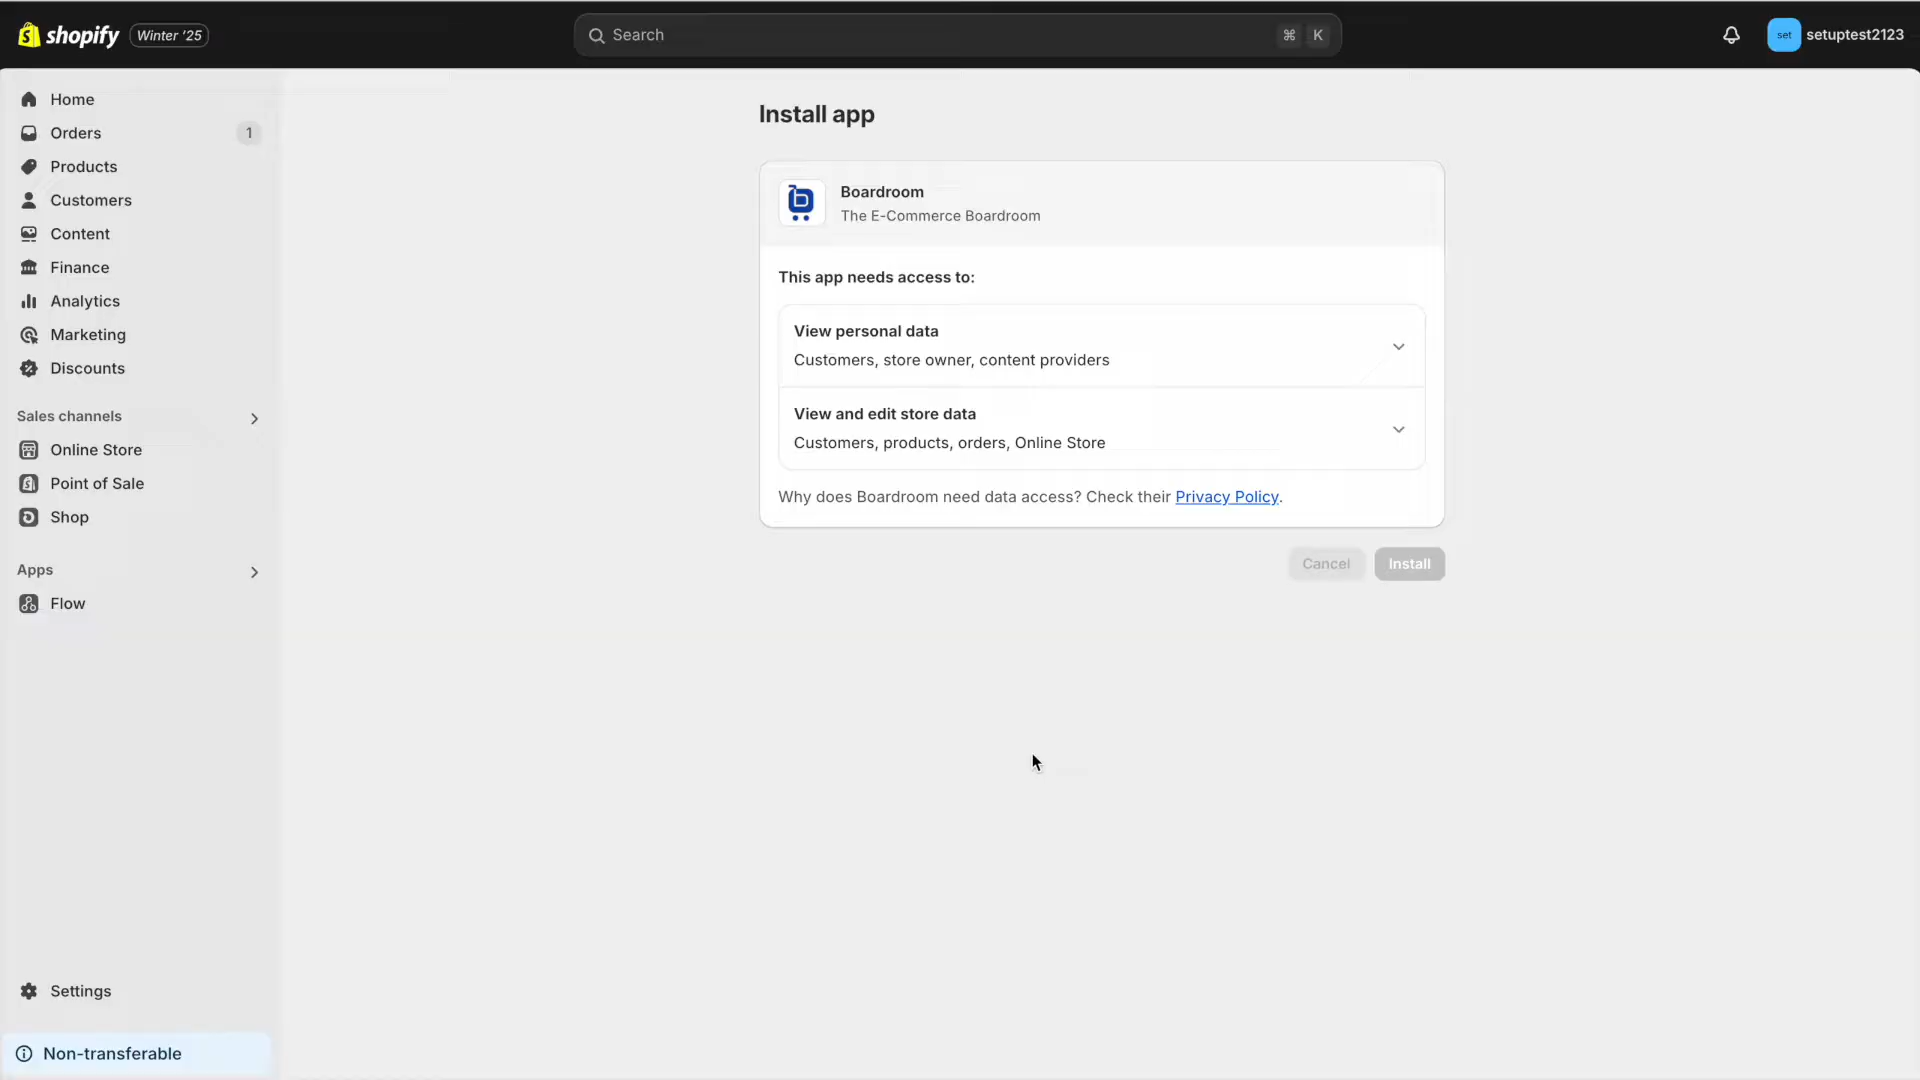 shopify
Winter '25
Search
⌘ K
set
setuptest2123
Home
Orders
1
Products
Customers
Content
Finance
Analytics
Marketing
Discounts
Sales channels
Online Store
Point of Sale
Shop
Apps
Flow
Settings
Non-transferable
Install app
Boardroom
The E-Commerce Boardroom
This app needs access to:
View personal data
Customers, store owner, content providers
View and edit store data
Customers, products, orders, Online Store
Why does Boardroom need data access? Check their Privacy Policy.
Cancel
Install